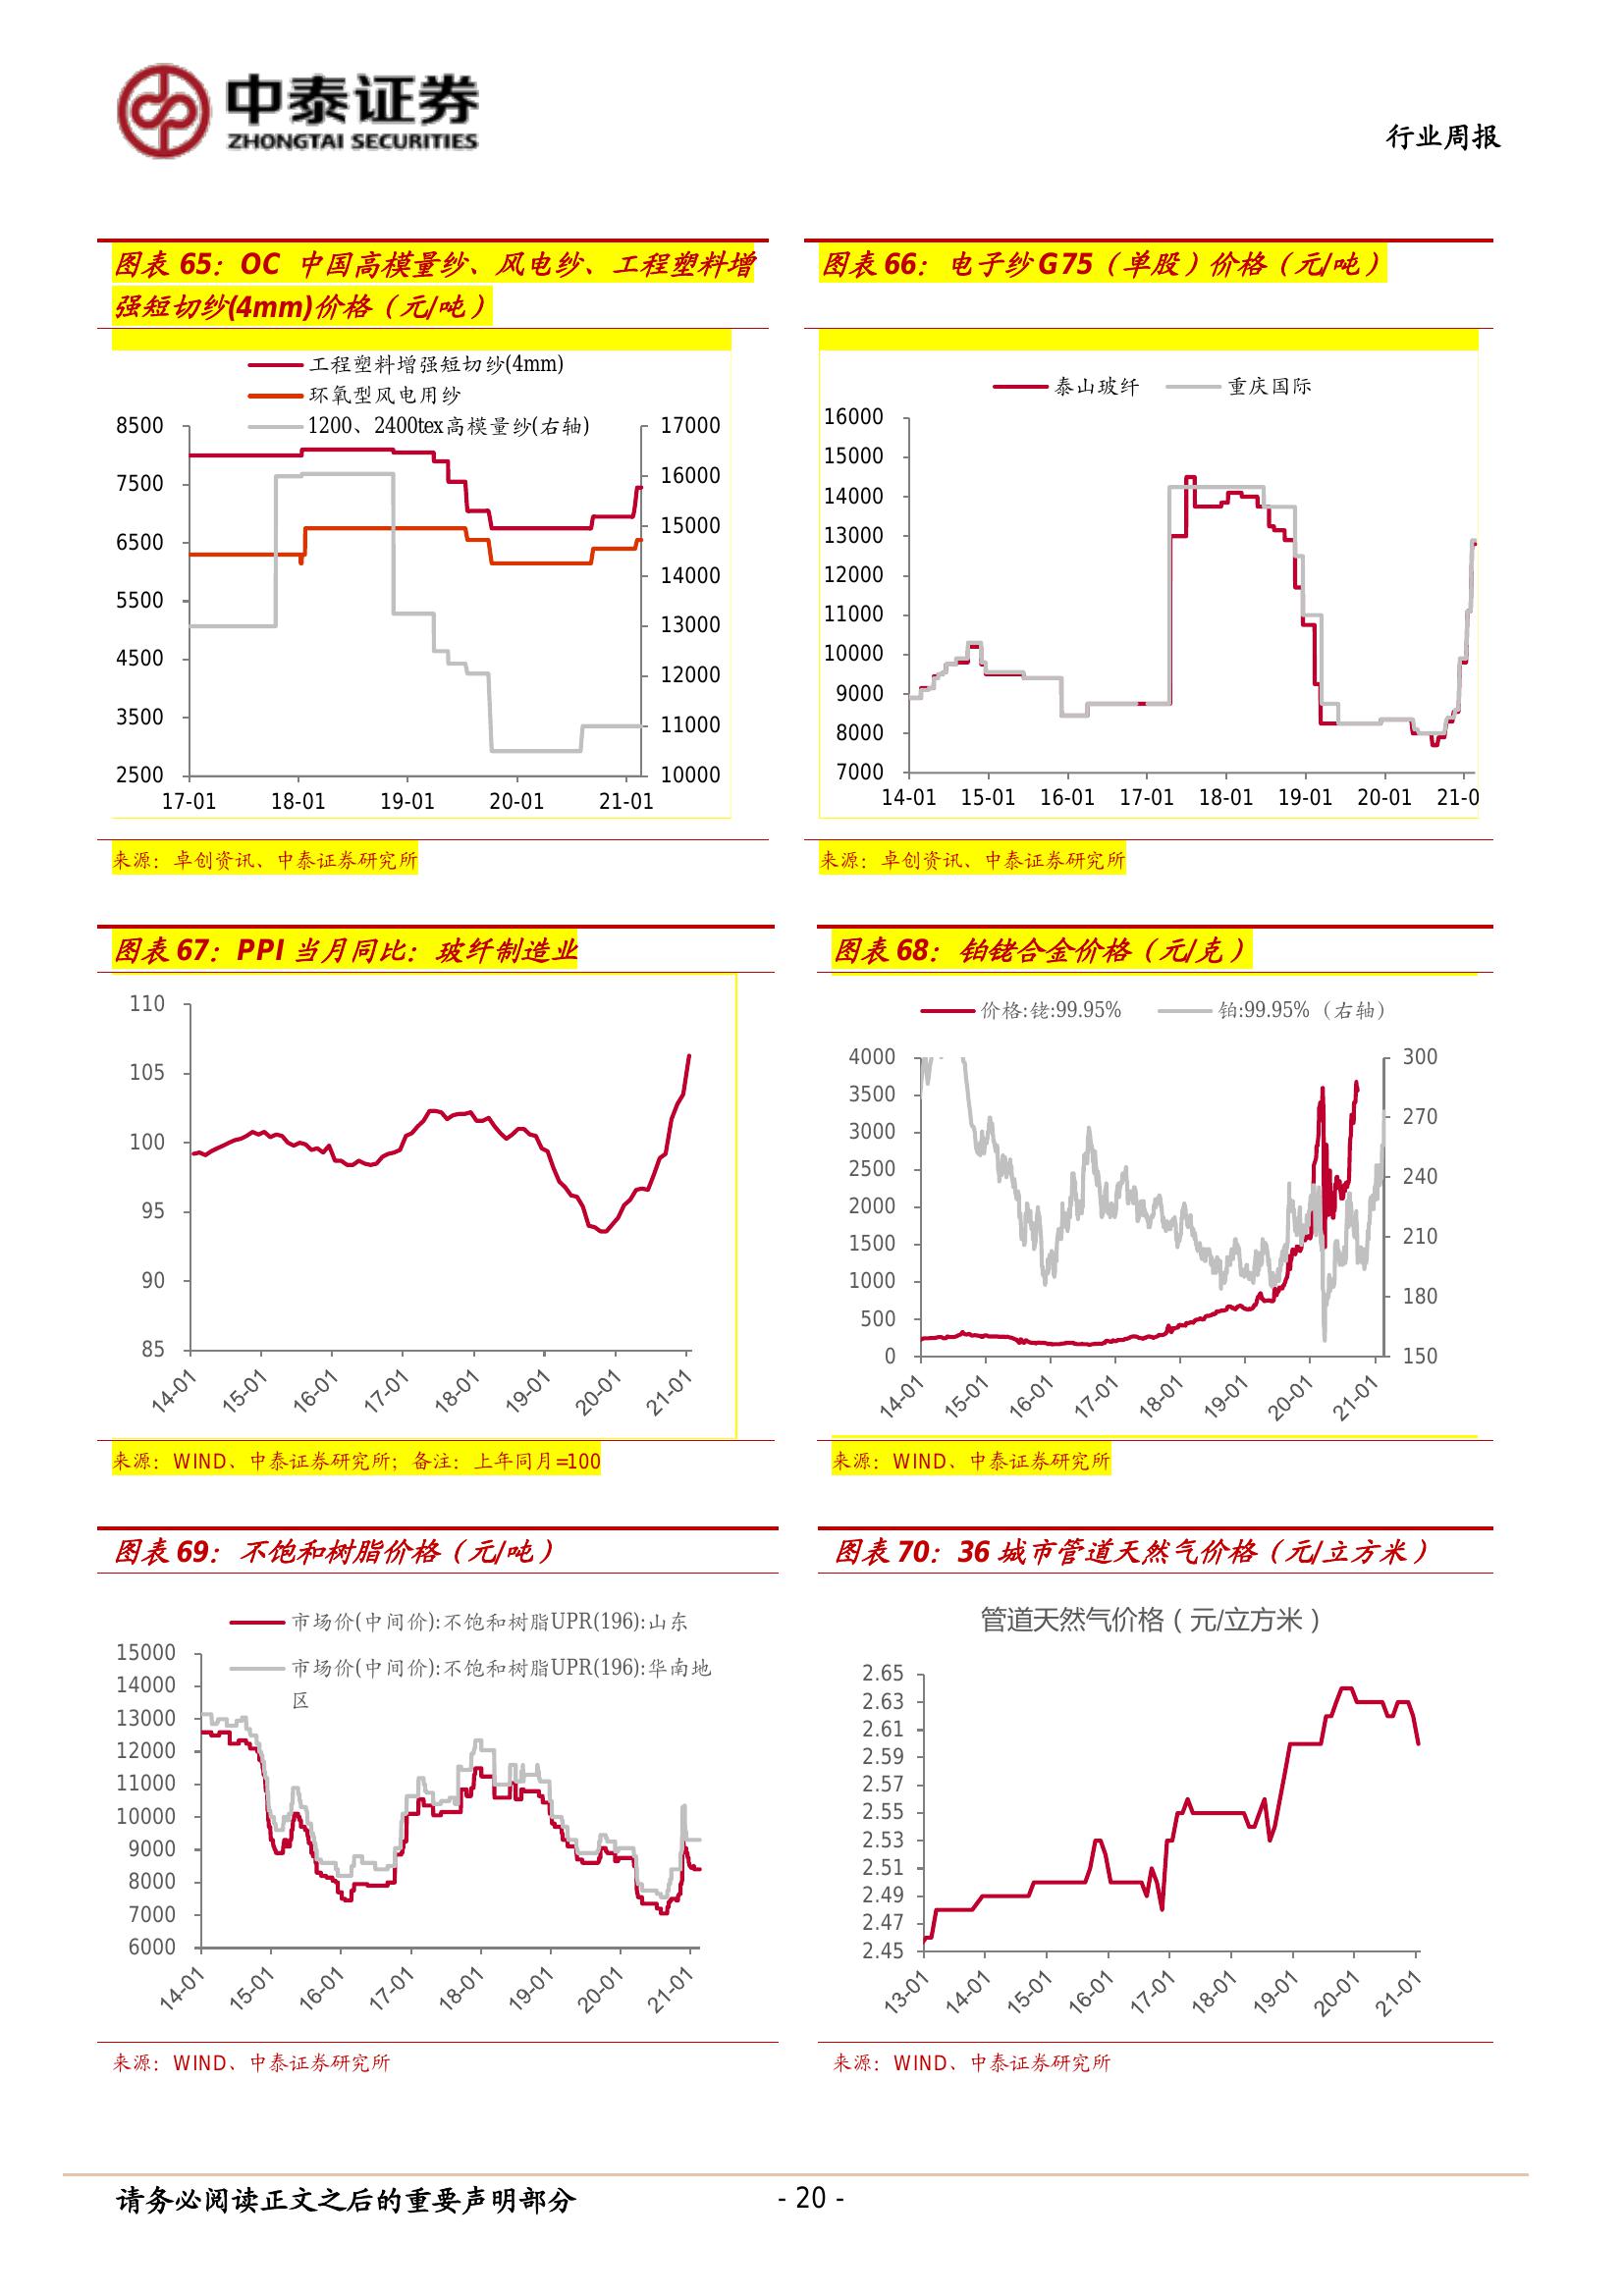 中泰证券
ZHONGTAI SECURITIES
行业周报
图表 65：OC 中国高模量纱、风电纱、工程塑料增
强短切纱(4mm)价格（元/吨）
工程塑料增强短切纱(4mm)
环氧型风电用纱
1200、2400tex高模量纱(右轴)
8500
7500
6500
5500
4500
3500
2500
17000
16000
15000
14000
13000
12000
11000
10000
17-01 18-01 19-01 20-01 21-01
来源：卓创资讯、中泰证券研究所
图表 66：电子纱 G75（单股）价格（元/吨）
泰山玻纤 重庆国际
16000
15000
14000
13000
12000
11000
10000
9000
8000
7000
14-01 15-01 16-01 17-01 18-01 19-01 20-01 21-0
来源：卓创资讯、中泰证券研究所
图表 67：PPI 当月同比：玻纤制造业
110
105
100
95
90
85
14-01 15-01 16-01 17-01 18-01 19-01 20-01 21-01
来源：WIND、中泰证券研究所；备注：上年同月=100
图表 68：铂铑合金价格（元/克）
价格:铑:99.95% 铂:99.95%（右轴）
4000
3500
3000
2500
2000
1500
1000
500
0
300
270
240
210
180
150
14-01 15-01 16-01 17-01 18-01 19-01 20-01 21-01
来源：WIND、中泰证券研究所
图表 69：不饱和树脂价格（元/吨）
市场价(中间价):不饱和树脂UPR(196):山东
市场价(中间价):不饱和树脂UPR(196):华南地
区
15000
14000
13000
12000
11000
10000
9000
8000
7000
6000
14-01 15-01 16-01 17-01 18-01 19-01 20-01 21-01
来源：WIND、中泰证券研究所
图表 70：36 城市管道天然气价格（元/立方米）
管道天然气价格（元/立方米）
2.65
2.63
2.61
2.59
2.57
2.55
2.53
2.51
2.49
2.47
2.45
13-01 14-01 15-01 16-01 17-01 18-01 19-01 20-01 21-01
来源：WIND、中泰证券研究所
请务必阅读正文之后的重要声明部分
- 20 -